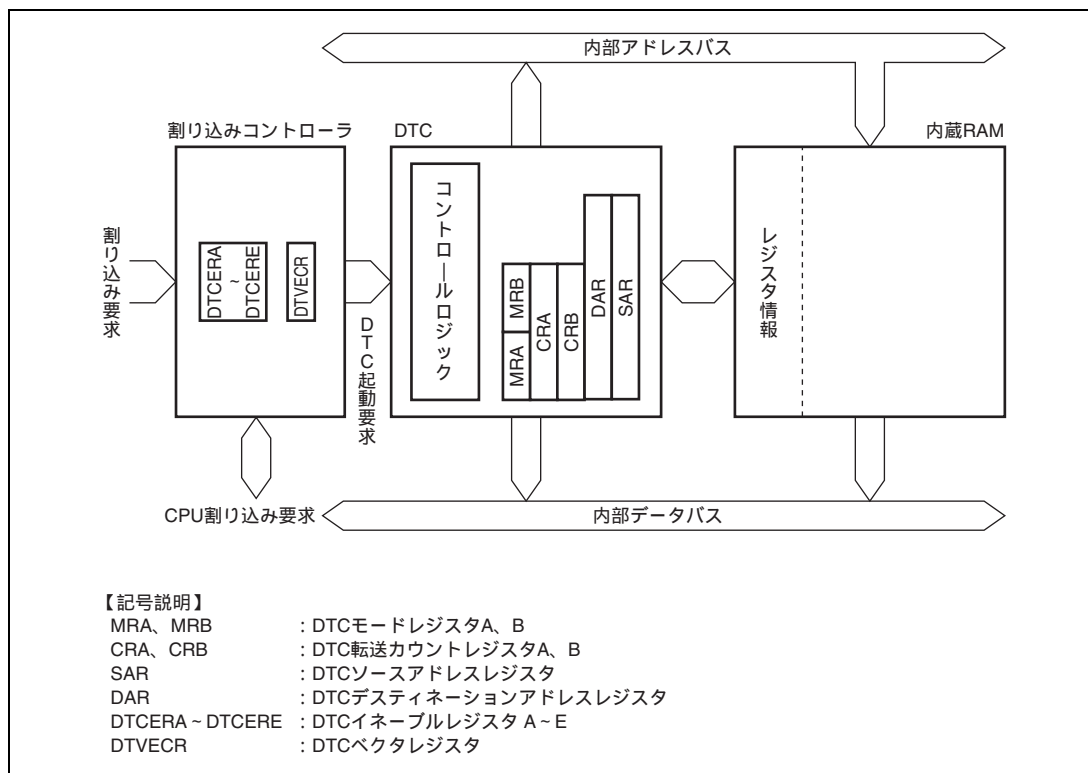 内部アドレスバス
割り込みコントローラ
DTC
内蔵RAM
割り込み要求
DTCERA
~
DTCERE
DTVECR
DTC起動要求
コントロールロジック
MRA
MRB
CRA
CRB
DAR
SAR
レジスタ情報
CPU割り込み要求
内部データバス
【記号説明】
MRA、MRB : DTCモードレジスタA、B
CRA、CRB : DTC転送カウントレジスタA、B
SAR : DTCソースアドレスレジスタ
DAR : DTCデスティネーションアドレスレジスタ
DTCERA ~ DTCERE : DTCイネーブルレジスタ A ~ E
DTVECR : DTCベクタレジスタ